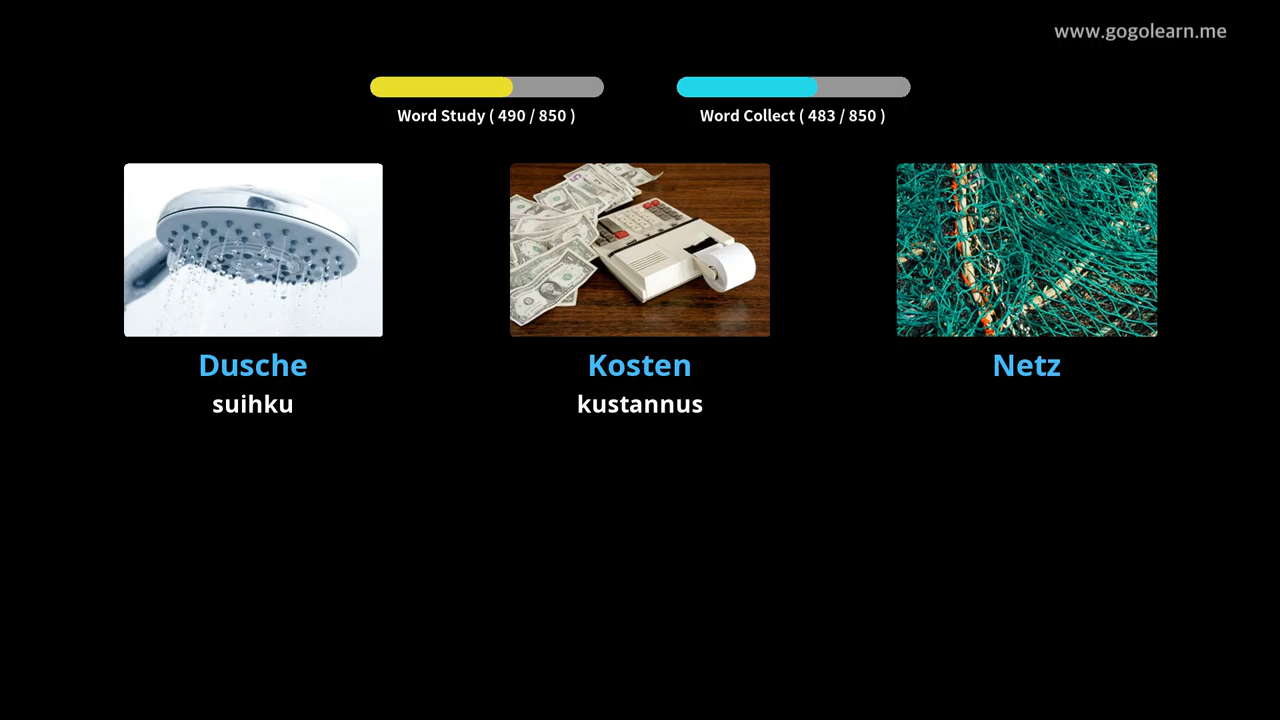 www.gogolearn.me
Word Study ( 490 / 850 )
Word Collect ( 483 / 850 )
Dusche
suihku
Kosten
kustannus
Netz